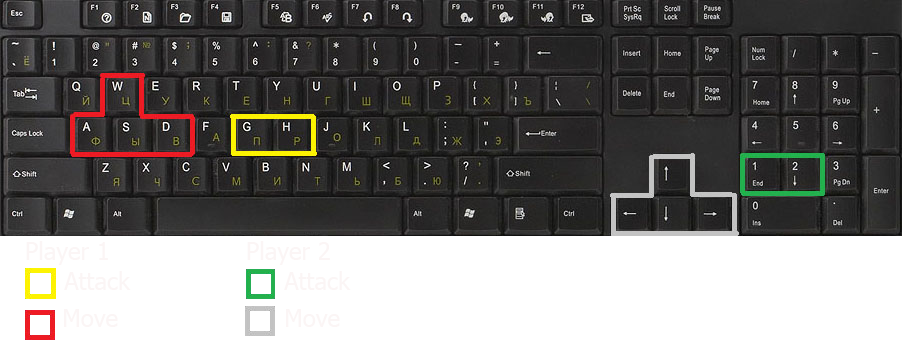 Esc F1 F2 F3 F4 F5 F6 F7 F8 F9 F10 F11 F12 Prt Sc SysRq Scroll Lock Pause Break
~ ` Ё ! 1 @ " 2 # № 3 $ ; 4 % 5 ^ : 6 & ? 7 * 8 ( 9 ) 0 _ - + = ← Insert Home Page Up Num Lock / * -
Tab Q Й W Ц E У R К T Е Y Н U Г I Ш O Щ P З { [ Х } ] Ъ | \ / Delete End Page Down 7 Home 8 ↑ 9 Pg Up +
Caps Lock A Ф S Ы D В F А G П H Р J О K Л L Д : ; Ж " ' Э Enter 4 ← 5 6 →
Shift Z Я X Ч C С V М B И N Т M Ь < , Б > . Ю ? / Shift ↑ 1 End 2 ↓ 3 Pg Dn Enter
Ctrl Alt Alt Ctrl ← ↓ → 0 Ins . Del
Player 1 Player 2
Attack Attack
Move Move